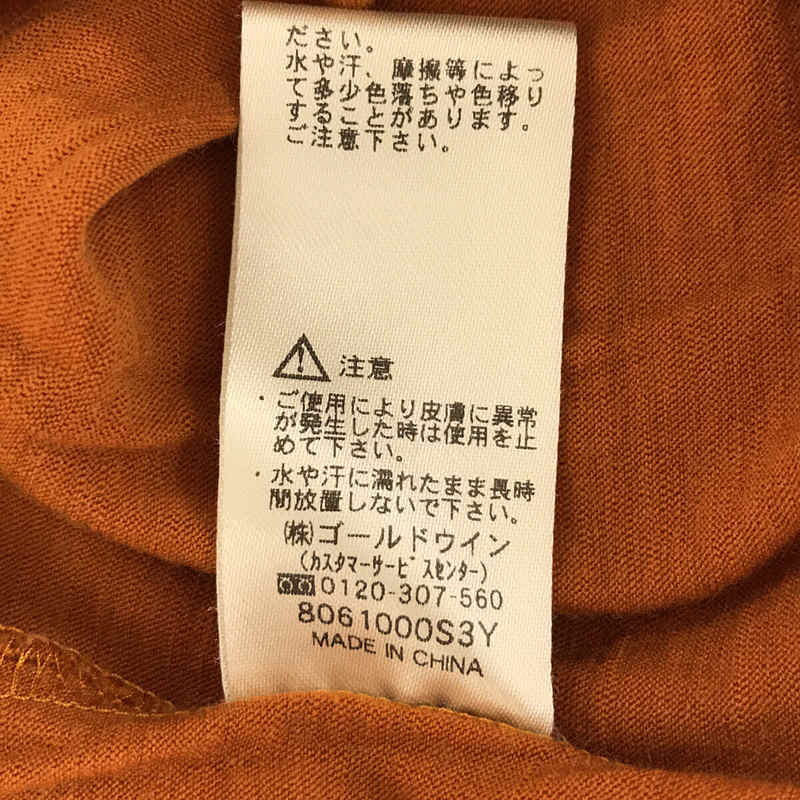 ださい。
水や汗、摩擦等によっ
て多少色落ちや色移り
することがあります。
ご注意下さい。
注意
・ご使用により皮膚に異常
が発生した時は使用を止
めて下さい。
・水や汗に濡れたまま長時
間放置しないで下さい。
(株)ゴールドウイン
(ｶｽﾀﾏｰｻｰﾋﾞｽｾﾝﾀｰ)
0120-307-560
8061000S3Y
MADE IN CHINA